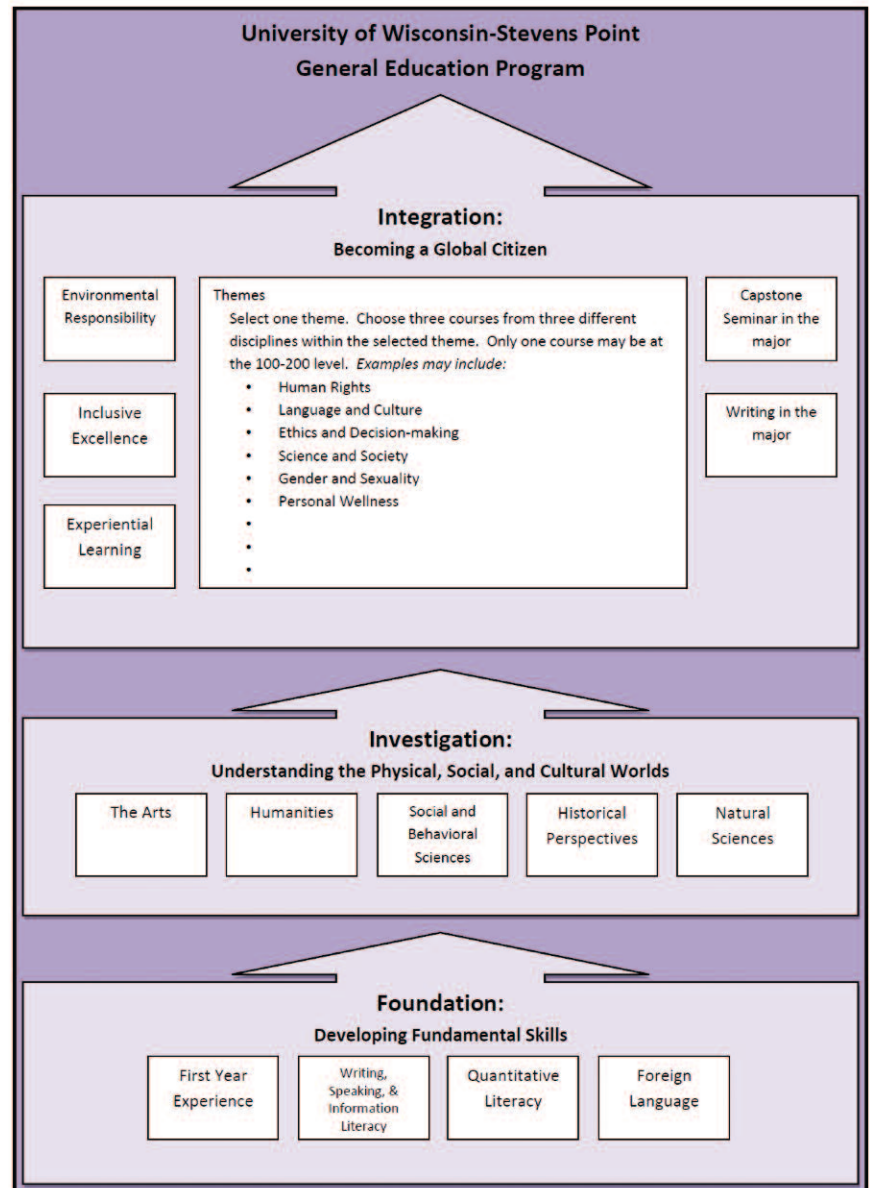 University of Wisconsin-Stevens Point
General Education Program
Integration:
Becoming a Global Citizen
Environmental
Responsibility
Inclusive
Excellence
Experiential
Learning
Themes
Select one theme.  Choose three courses from three different
disciplines within the selected theme.  Only one course may be at
the 100-200 level.  Examples may include:
• Human Rights
• Language and Culture
• Ethics and Decision-making
• Science and Society
• Gender and Sexuality
• Personal Wellness
•
•
•
Capstone
Seminar in the
major
Writing in the
major
Investigation:
Understanding the Physical, Social, and Cultural Worlds
The Arts
Humanities
Social and
Behavioral
Sciences
Historical
Perspectives
Natural
Sciences
Foundation:
Developing Fundamental Skills
First Year
Experience
Writing,
Speaking, &
Information
Literacy
Quantitative
Literacy
Foreign
Language